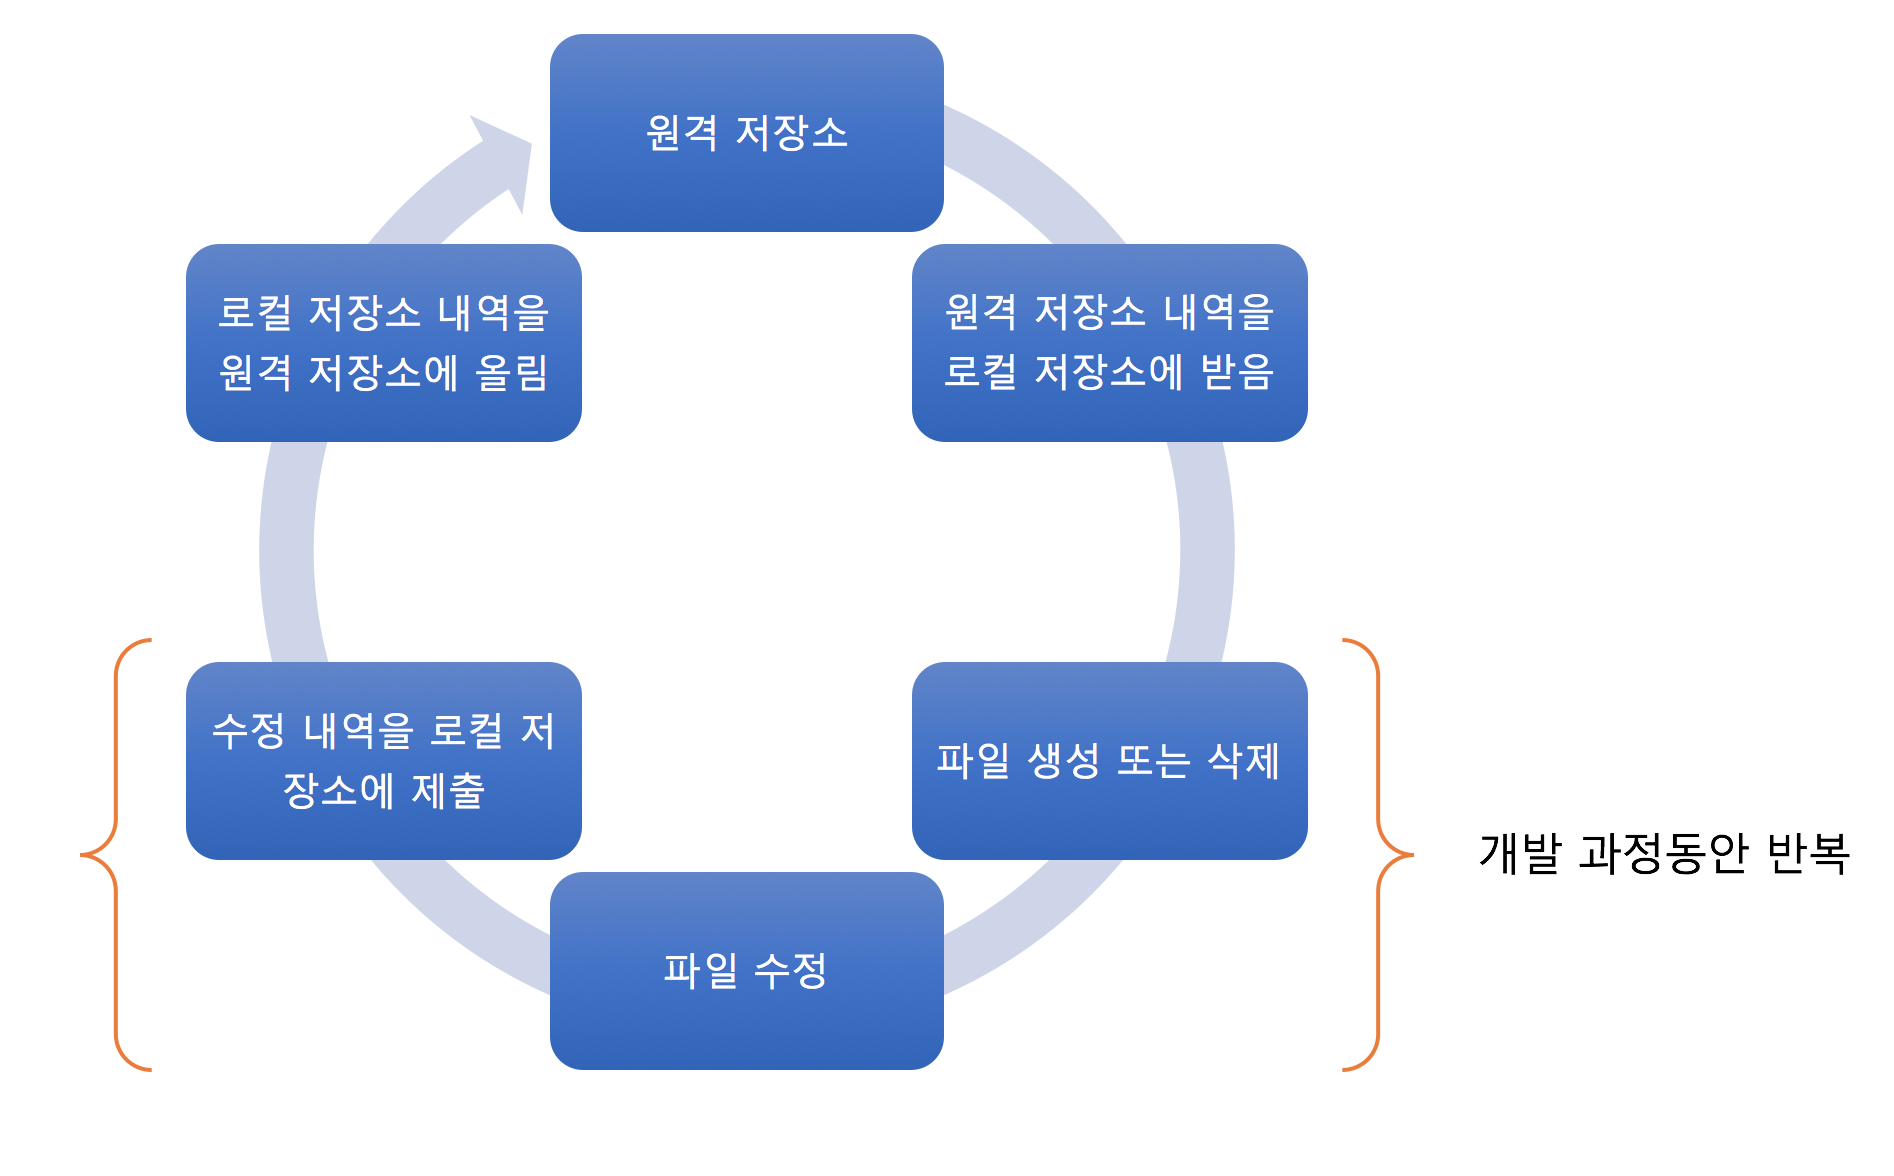 원격 저장소
원격 저장소 내역을
로컬 저장소에 받음
파일 생성 또는 삭제
파일 수정
수정 내역을 로컬 저
장소에 제출
로컬 저장소 내역을
원격 저장소에 올림
개발 과정동안 반복